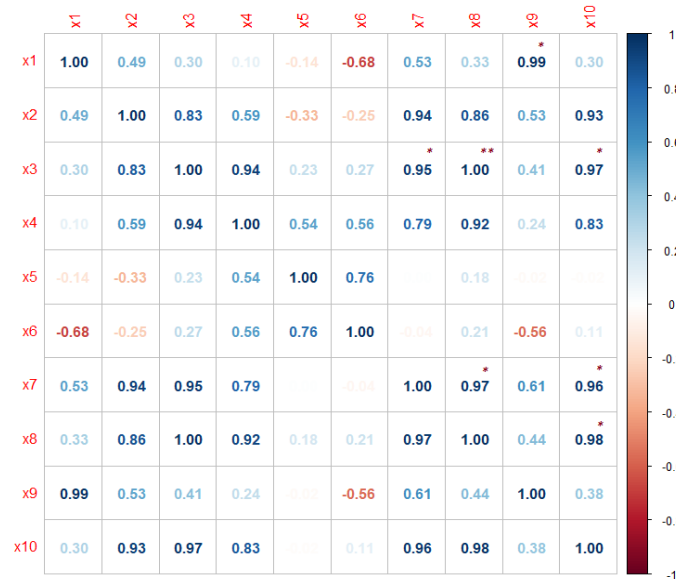 x1 x2 x3 x4 x5 x6 x7 x8 x9 x10
x1 1.00 0.49 0.30 0.10 -0.14 -0.68 0.53 0.33 0.99 * 0.30
x2 0.49 1.00 0.83 0.59 -0.33 -0.25 0.94 0.86 0.53 0.93
x3 0.30 0.83 1.00 0.94 0.23 0.27 0.95 * 1.00 ** 0.41 0.97 *
x4 0.10 0.59 0.94 1.00 0.54 0.56 0.79 0.92 0.24 0.83
x5 -0.14 -0.33 0.23 0.54 1.00 0.76 0.18
x6 -0.68 -0.25 0.27 0.56 0.76 1.00 -0.04 0.21 -0.56 0.11
x7 0.53 0.94 0.95 0.79 -0.04 1.00 0.97 * 0.61 0.96 *
x8 0.33 0.86 1.00 0.92 0.18 0.21 0.97 1.00 0.44 0.98 *
x9 0.99 0.53 0.41 0.24 -0.56 0.61 0.44 1.00 0.38
x10 0.30 0.93 0.97 0.83 0.11 0.96 0.98 0.38 1.00
1
0.8
0.6
0.4
0.2
0
-0.2
-0.4